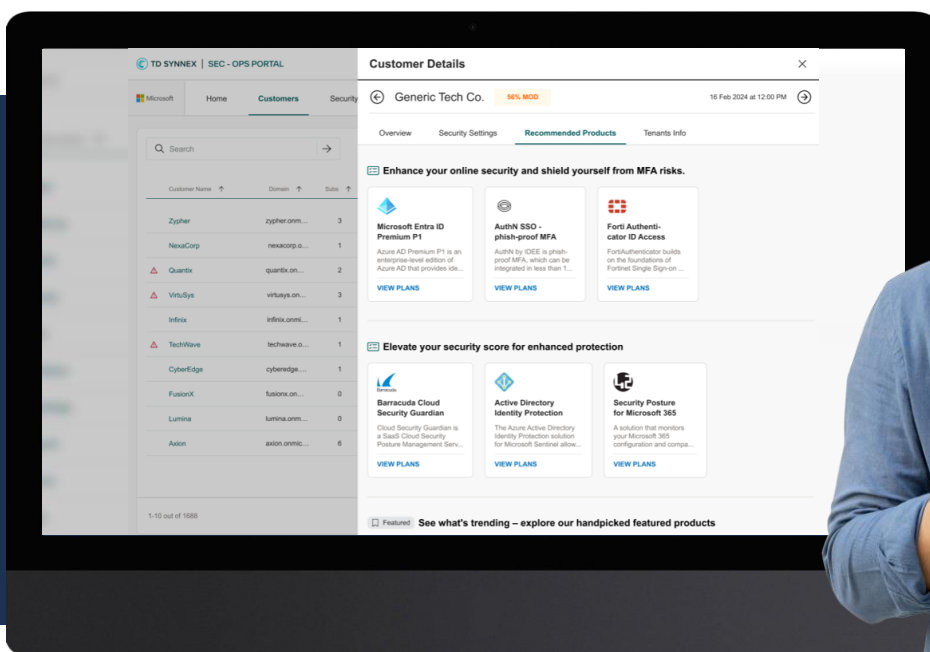 TD SYNNEX | SEC - OPS PORTAL
Microsoft
Home
Customers
Security
Search
Customer Name
Domain
Subs
Zypher zypher.onm... 3
NexaCorp nexacorp.o... 1
Quantix quantix.on... 2
VirtuSys virtusys.on... 3
Infinix infinix.onmi... 1
TechWave techwave.o... 1
CyberEdge cyberedge.... 1
FusionX fusionx.on... 0
Lumina lumina.onm... 0
Axion axion.onmic... 6
1-10 out of 1688
Customer Details
Generic Tech Co.
56% MOD
16 Feb 2024 at 12:00 PM
Overview
Security Settings
Recommended Products
Tenants Info
Enhance your online security and shield yourself from MFA risks.
Microsoft Entra ID
Premium P1
Azure AD Premium P1 is an
enterprise-level edition of
Azure AD that provides ide...
VIEW PLANS
AuthN SSO -
phish-proof MFA
AuthN by IDEE is phish-
proof MFA, which can be
integrated in less than 1...
VIEW PLANS
Forti Authenti-
cator ID Access
FortiAuthenticator builds
on the foundations of
Fortinet Single Sign-on ...
VIEW PLANS
Elevate your security score for enhanced protection
Barracuda
Barracuda Cloud
Security Guardian
Cloud Security Guardian is
a SaaS Cloud Security
Posture Management Serv...
VIEW PLANS
Active Directory
Identity Protection
The Azure Active Directory
Identity Protection solution
for Microsoft Sentinel allow...
VIEW PLANS
Security Posture
for Microsoft 365
A solution that monitors
your Microsoft 365
configuration and compa...
VIEW PLANS
Featured
See what's trending – explore our handpicked featured products